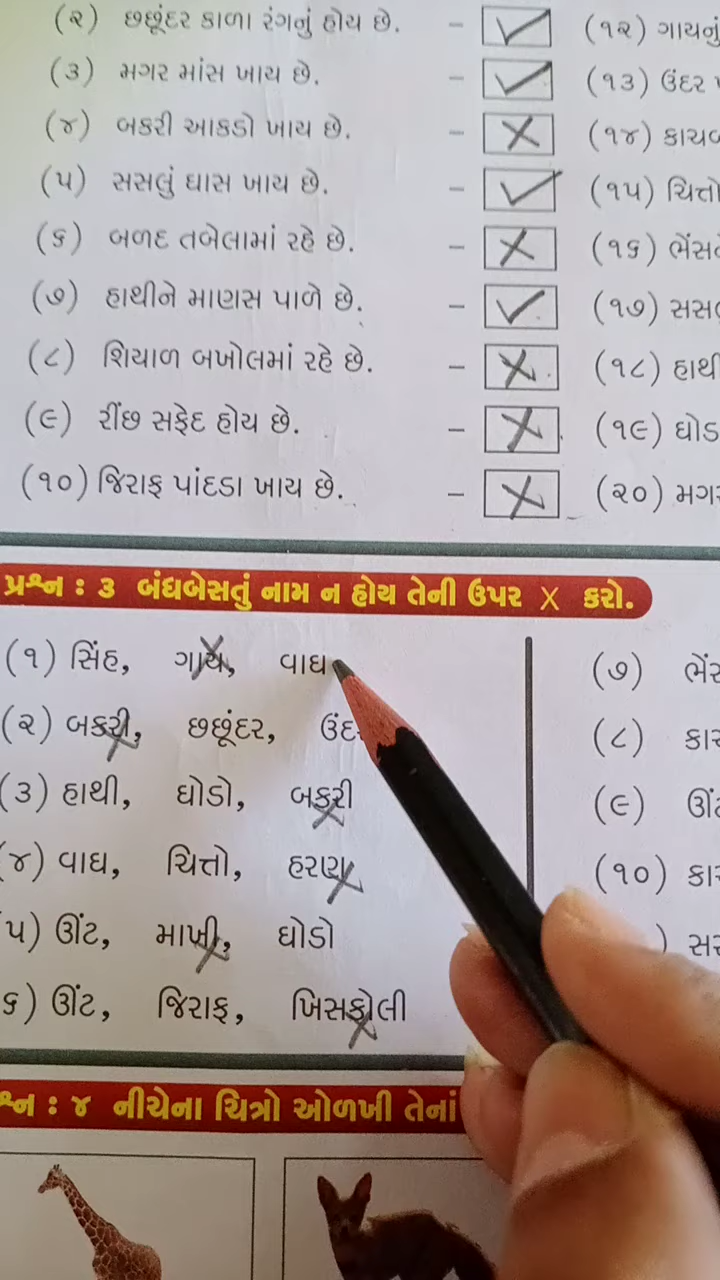 (૨) છછૂંદર કાળા રંગનું હોય છે. - ✓ (૧૨) ગાયનું
(૩) મગર માંસ ખાય છે. - ✓ (૧૩) ઉંદર
(૪) બકરી આકડો ખાય છે. - ✗ (૧૪)
(૫) સસલું ઘાસ ખાય છે. - ✓ (૧૫)
(૬) બળદ તબેલામાં રહે છે. - ✗ (૧૬)
(૭) હાથીને માણસ પાળે છે. - ✓ (૧૭)
(૮) શિયાળ બખોલમાં રહે છે. - ✗ (૧૮) હાથી
(૯) રીંછ સફેદ હોય છે. - ✗ (૧૯)
(૧૦) જિરાફ પાંદડા ખાય છે. - ✗ (૨૦)
પ્રશ્ન : ૩ બંધબેસતું નામ ન હોય તેની ઉપર X કરો.
(૧) સિંહ, ગાય, વાઘ (૭)
(૨) બકરી, છછૂંદર, (૮)
(૩) હાથી, ઘોડો, બકરી (૯)
(૪) વાઘ, ચિત્તો, હરણ (૧૦)
૫) ઊંટ, માખી, ઘોડો )
૬) ઊંટ, જિરાફ, ખિસકોલી
શ્ન : ૪ નીચેના ચિત્રો ઓળખી તેનાં